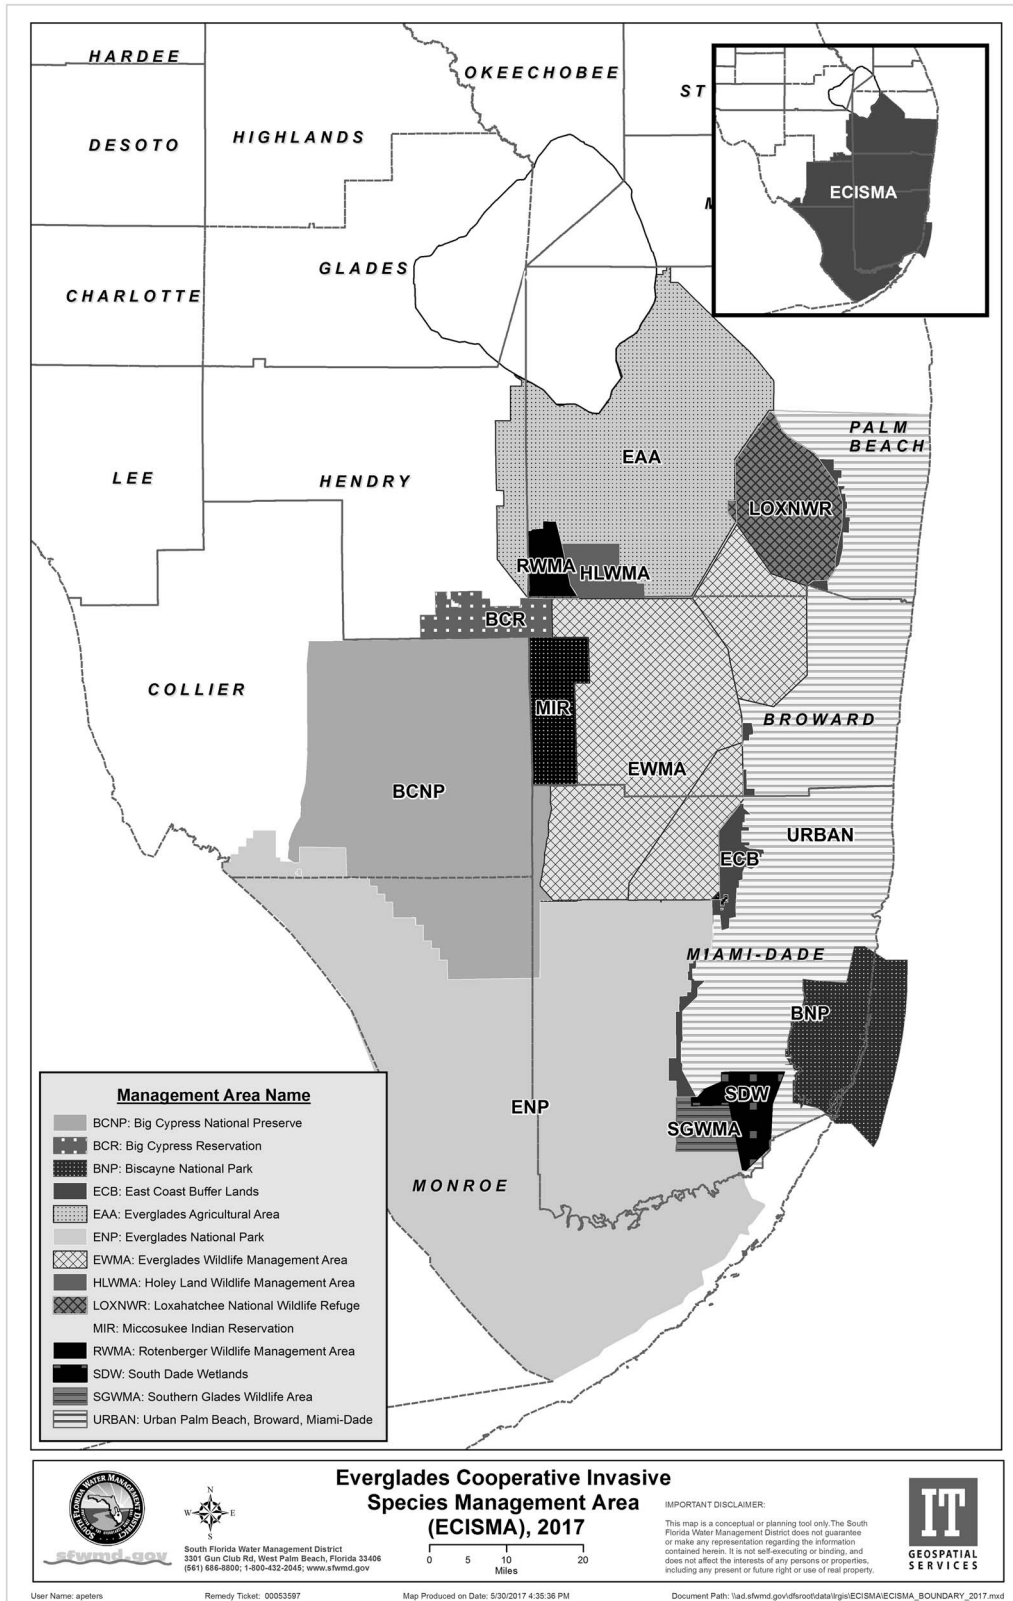 HARDEE
OKEECHOBEE
ST
DESOTO
HIGHLANDS
ECISMA
M
GLADES
CHARLOTTE
PALM
BEACH
EAA
LEE
HENDRY
LOXNWR
RWMA
HLWMA
BCR
COLLIER
MIR
BROWARD
EWMA
BCNP
URBAN
ECB
MIAMI-DADE
BNP
SDW
ENP
SGWMA
MONROE
Management Area Name
BCNP: Big Cypress National Preserve
BCR: Big Cypress Reservation
BNP: Biscayne National Park
ECB: East Coast Buffer Lands
EAA: Everglades Agricultural Area
ENP: Everglades National Park
EWMA: Everglades Wildlife Management Area
HLWMA: Holey Land Wildlife Management Area
LOXNWR: Loxahatchee National Wildlife Refuge
MIR: Miccosukee Indian Reservation
RWMA: Rotenberger Wildlife Management Area
SDW: South Dade Wetlands
SGWMA: Southern Glades Wildlife Area
URBAN: Urban Palm Beach, Broward, Miami-Dade
SOUTH FLORIDA WATER MANAGEMENT DISTRICT
sfwmd.gov
N
W E
S
South Florida Water Management District
3301 Gun Club Rd, West Palm Beach, Florida 33406
(561) 686-8800; 1-800-432-2045; www.sfwmd.gov
Everglades Cooperative Invasive
Species Management Area
(ECISMA), 2017
0 5 10 20
Miles
IMPORTANT DISCLAIMER:
This map is a conceptual or planning tool only.The South
Florida Water Management District does not guarantee
or make any representation regarding the information
contained herein. It is not self-executing or binding, and
does not affect the interests of any persons or properties,
including any present or future right or use of real property.
IT
GEOSPATIAL
SERVICES
User Name: apeters
Remedy Ticket: 00053597
Map Produced on Date: 5/30/2017 4:35:36 PM
Document Path: \\ad.sfwmd.gov\dfsroot\data\lrgis\ECISMA\ECISMA_BOUNDARY_2017.mxd